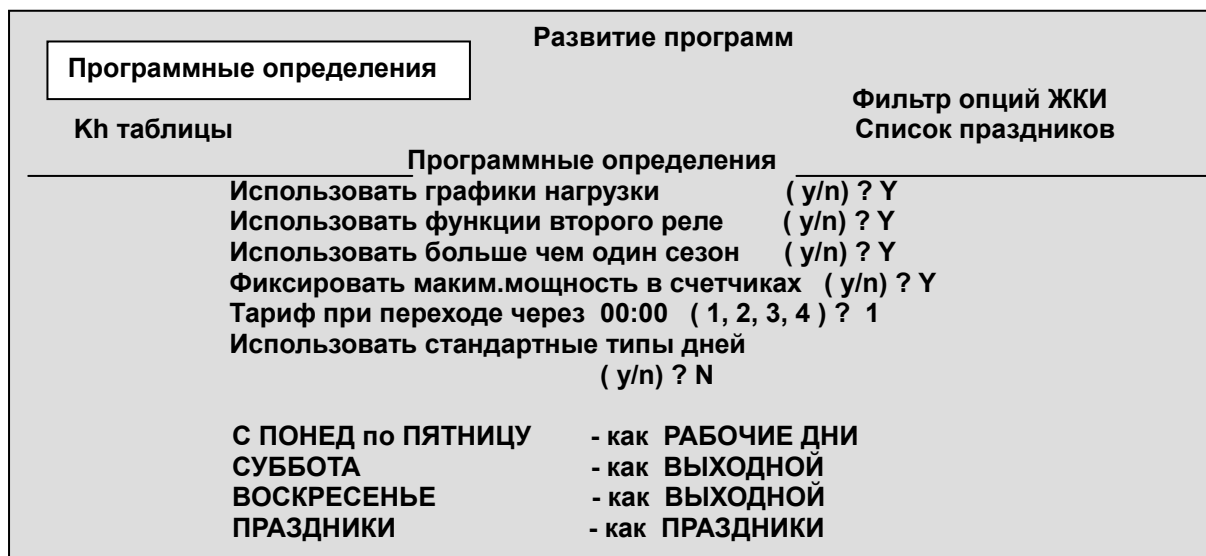 Развитие программ
Программные определения
Фильтр опций ЖКИ
Kh таблицы Список праздников
Программные определения
Использовать графики нагрузки ( y/n) ? Y
Использовать функции второго реле ( y/n) ? Y
Использовать больше чем один сезон ( y/n) ? Y
Фиксировать маким.мощность в счетчиках ( y/n) ? Y
Тариф при переходе через 00:00 ( 1, 2, 3, 4 ) ? 1
Использовать стандартные типы дней
( y/n) ? N
С ПОНЕД по ПЯТНИЦУ - как РАБОЧИЕ ДНИ
СУББОТА - как ВЫХОДНОЙ
ВОСКРЕСЕНЬЕ - как ВЫХОДНОЙ
ПРАЗДНИКИ - как ПРАЗДНИКИ